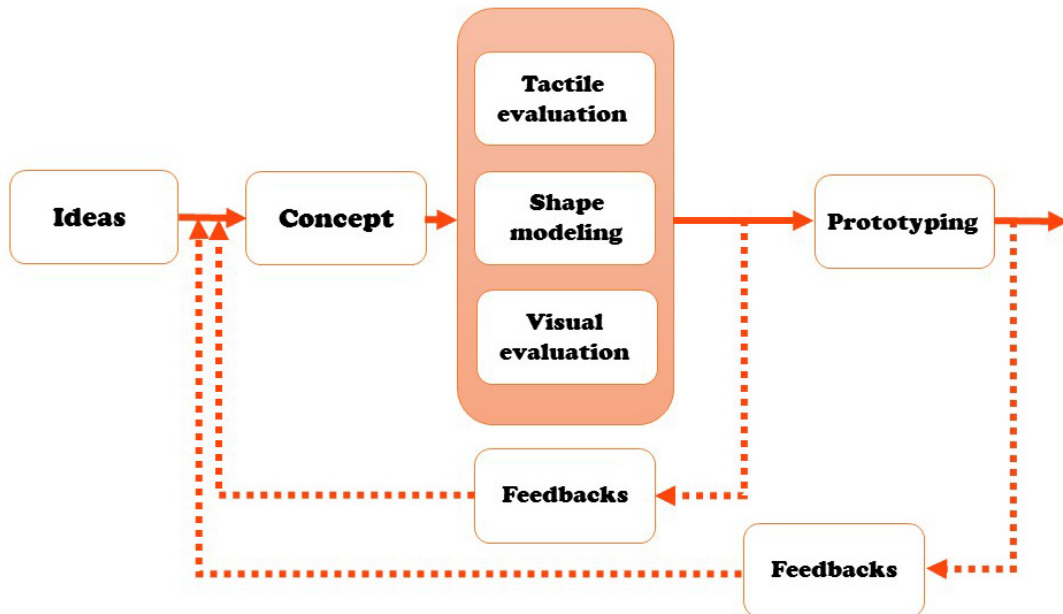 Ideas
Concept
Tactile
evaluation
Shape
modeling
Visual
evaluation
Prototyping
Feedbacks
Feedbacks